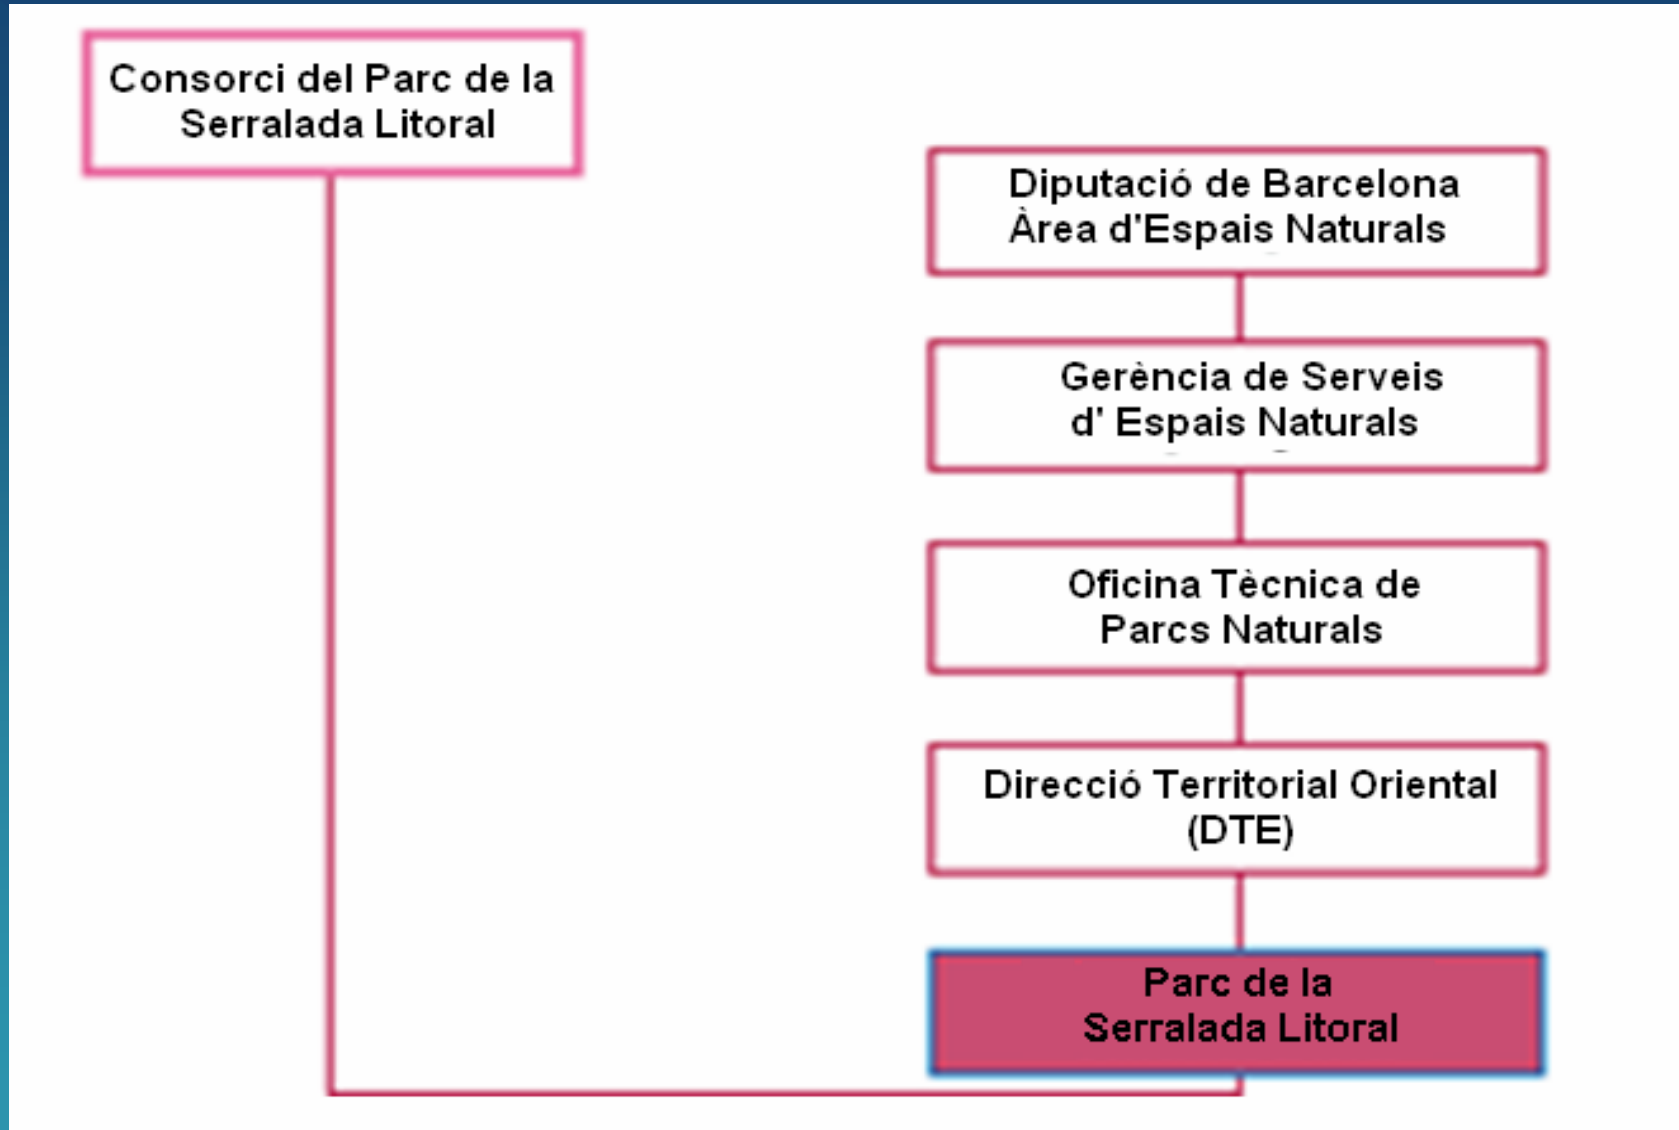 Consorci del Parc de la
Serralada Litoral
Diputació de Barcelona
Àrea d'Espais Naturals
Gerència de Serveis
d' Espais Naturals
Oficina Tècnica de
Parcs Naturals
Direcció Territorial Oriental
(DTE)
Parc de la
Serralada Litoral